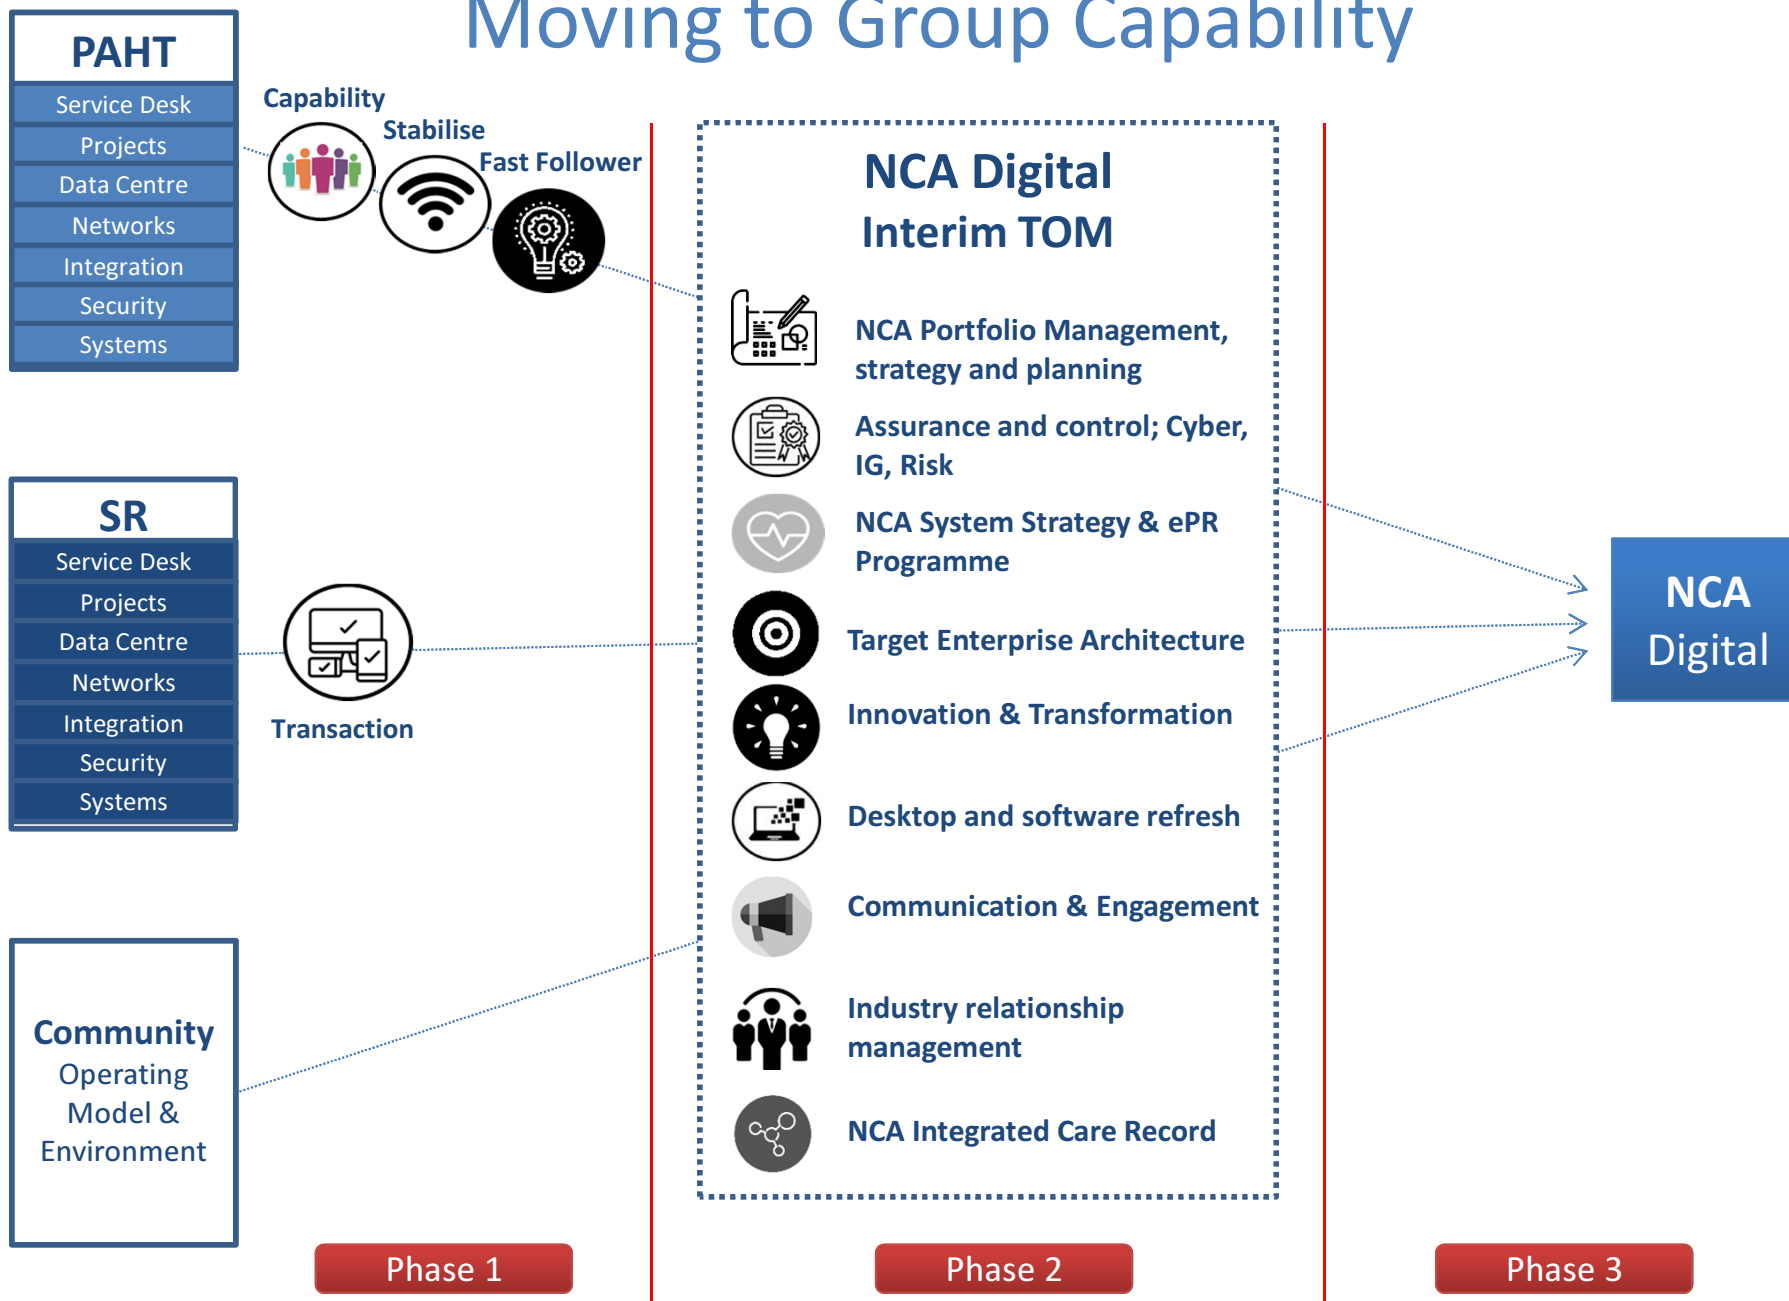 Moving to Group Capability
PAHT
Service Desk
Projects
Data Centre
Networks
Integration
Security
Systems
Capability
Stabilise
Fast Follower
SR
Service Desk
Projects
Data Centre
Networks
Integration
Security
Systems
Transaction
Community
Operating
Model &
Environment
NCA Digital
Interim TOM
NCA Portfolio Management,
strategy and planning
Assurance and control; Cyber,
IG, Risk
NCA System Strategy & ePR
Programme
Target Enterprise Architecture
Innovation & Transformation
Desktop and software refresh
Communication & Engagement
Industry relationship
management
NCA Integrated Care Record
NCA
Digital
Phase 1
Phase 2
Phase 3